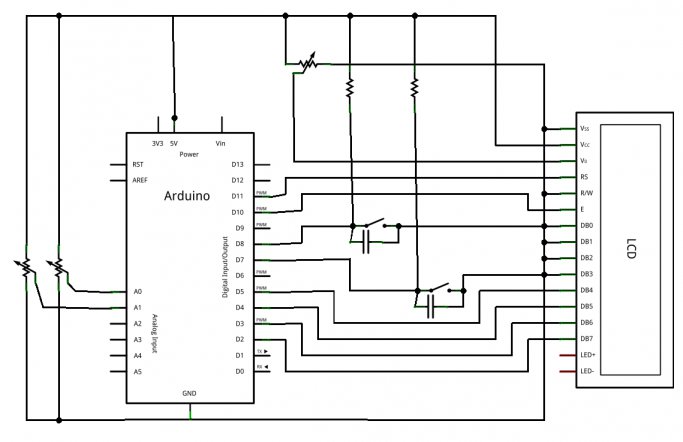 3V3 5V Vin
Power
RST D13
AREF D12
Arduino
PWM D11
PWM D10
PWM D9
D8
D7
PWM D6
PWM D5
D4
PWM D3
D2
TX ▶ D1
RX ◀ D0
Digital Input/Output
A0
A1
A2
A3
A4
A5
Analog Input
GND
Vss
Vcc
V0
RS
R/W
E
DB0
DB1
DB2
DB3
DB4
DB5
DB6
DB7
LED+
LED-
LCD